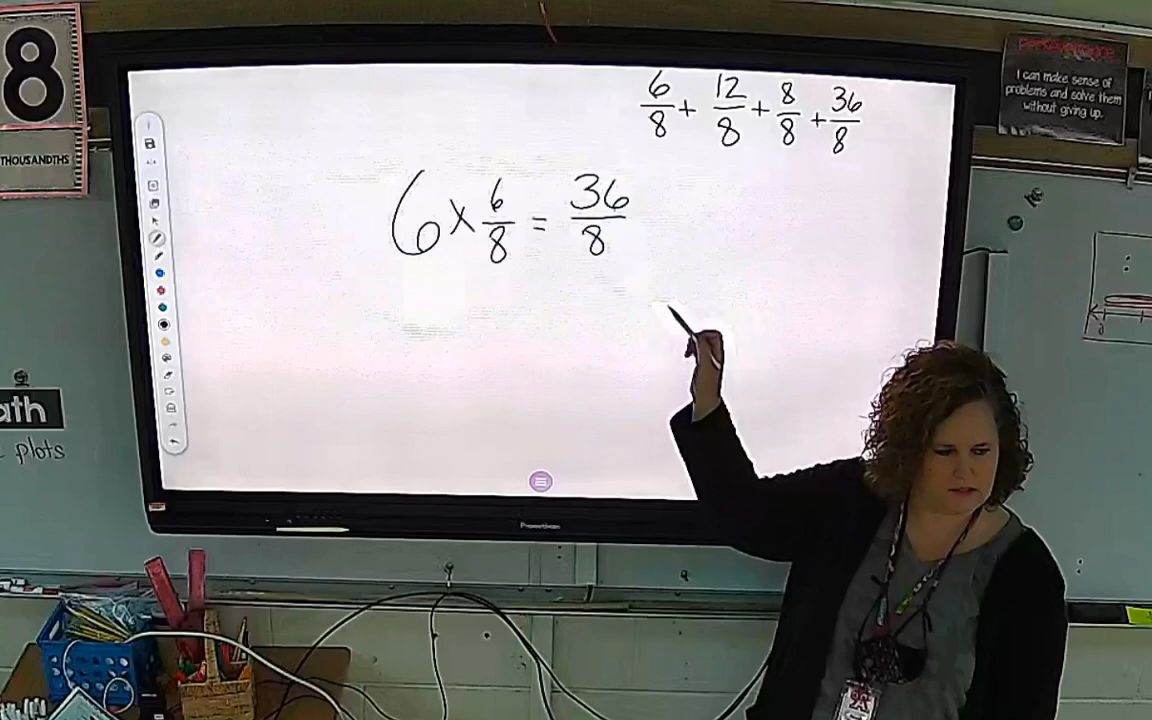 8
THOUSANDTHS
6/8 + 12/8 + 8/8 + 36/8
6 x 6/8 = 36/8
Perseverance
I can make sense of
problems and solve them
without giving up.
ath
plots
Promethean